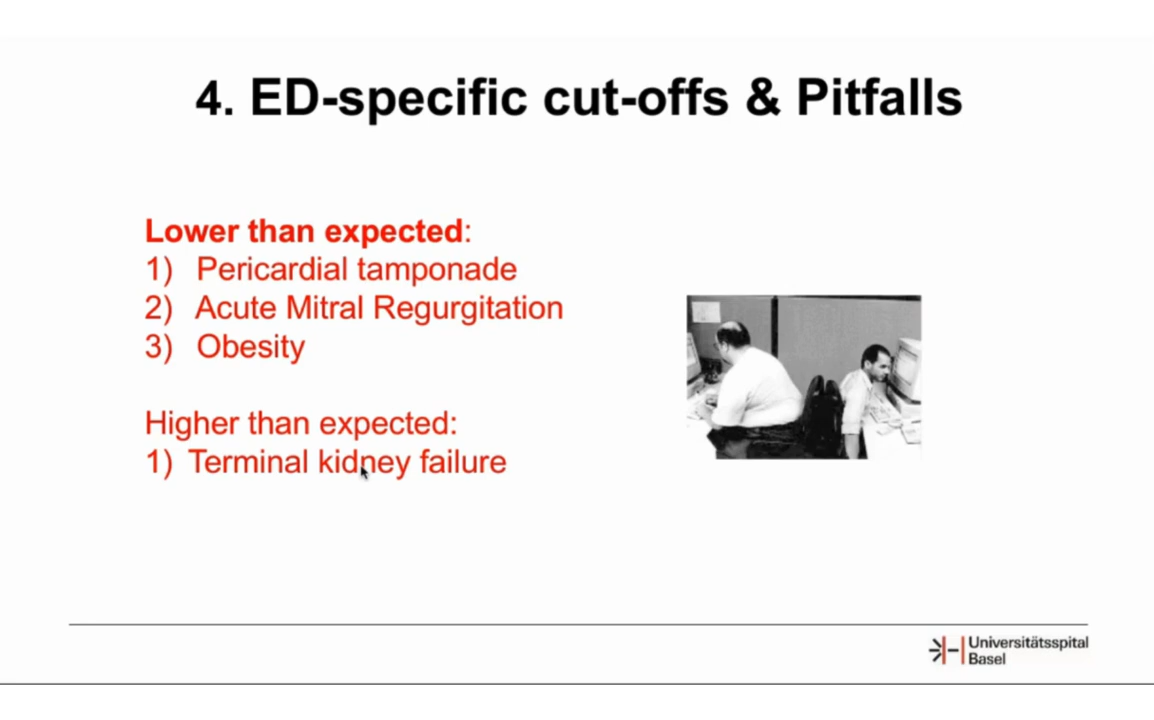 4. ED-specific cut-offs & Pitfalls
Lower than expected:
1) Pericardial tamponade
2) Acute Mitral Regurgitation
3) Obesity
Higher than expected:
1) Terminal kidney failure
Universitätsspital
Basel